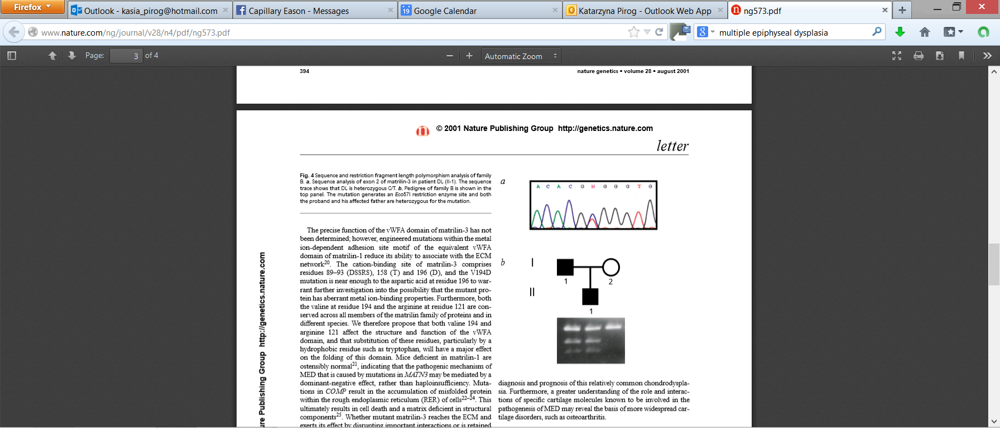 Firefox
Outlook - kasia_pirog@hotmail.com
Capillary Eason - Messages
19
Google Calendar
Katarzyna Pirog - Outlook Web App
n ng573.pdf
www.nature.com/ng/journal/v28/n4/pdf/ng573.pdf
multiple epiphyseal dysplasia
Page: 3 of 4
Automatic Zoom
394
nature genetics • volume 28 • august 2001
© 2001 Nature Publishing Group http://genetics.nature.com
letter
Fig. 4 Sequence and restriction fragment length polymorphism analysis of family
B. a, Sequence analysis of exon 2 of matrilin-3 in patient DL (II-1). The sequence
trace shows that DL is heterozygous C/T. b, Pedigree of family B is shown in the
top panel. The mutation generates an Eco57I restriction enzyme site and both
the proband and his affected father are heterozygous for the mutation.
The precise function of the vWFA domain of matrilin-3 has not
been determined; however, engineered mutations within the metal
ion-dependent adhesion site motif of the equivalent vWFA
domain of matrilin-1 reduce its ability to associate with the ECM
network20. The cation-binding site of matrilin-3 comprises
residues 89–93 (DSSRS), 158 (T) and 196 (D), and the V194D
mutation is near enough to the aspartic acid at residue 196 to war-
rant further investigation into the possibility that the mutant pro-
tein has aberrant metal ion-binding properties. Furthermore, both
the valine at residue 194 and the arginine at residue 121 are con-
served across all members of the matrilin family of proteins and in
different species. We therefore propose that both valine 194 and
arginine 121 affect the structure and function of the vWFA
domain, and that substitution of these residues, particularly by a
hydrophobic residue such as tryptophan, will have a major effect
on the folding of this domain. Mice deficient in matrilin-1 are
ostensibly normal21, indicating that the pathogenic mechanism of
MED that is caused by mutations in MATN3 may be mediated by a
dominant-negative effect, rather than haploinsufficiency. Muta-
tions in COMP result in the accumulation of misfolded protein
within the rough endoplasmic reticulum (RER) of cells22–24. This
ultimately results in cell death and a matrix deficient in structural
components25. Whether mutant matrilin-3 reaches the ECM and
exerts its effect by disrupting important interactions or is retained
a
A C A C G N G G G T G
b
I
1
2
II
1
diagnosis and prognosis of this relatively common chondrodyspla-
sia. Furthermore, a greater understanding of the role and interac-
tions of specific cartilage molecules known to be involved in the
pathogenesis of MED may reveal the basis of more widespread car-
tilage disorders, such as osteoarthritis.
ure Publishing Group http://genetics.nature.com